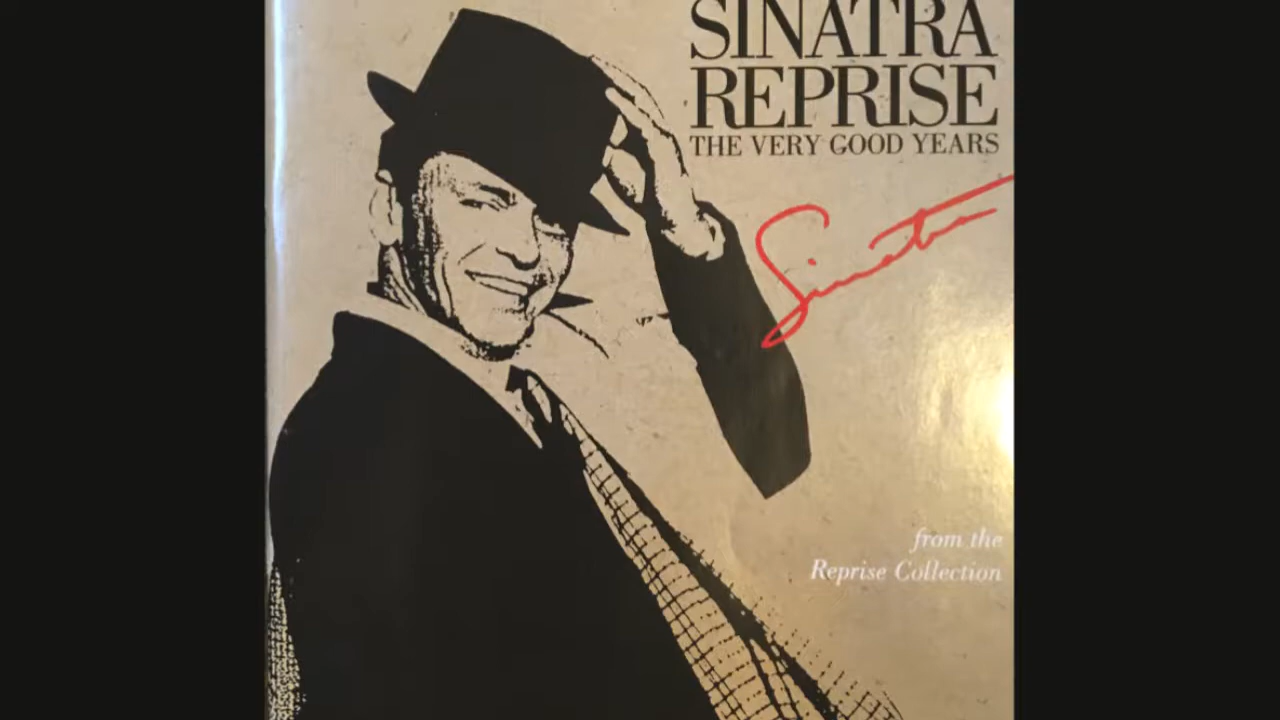 SINATRA
REPRISE
THE VERY GOOD YEARS
Sinatra
from the
Reprise Collection